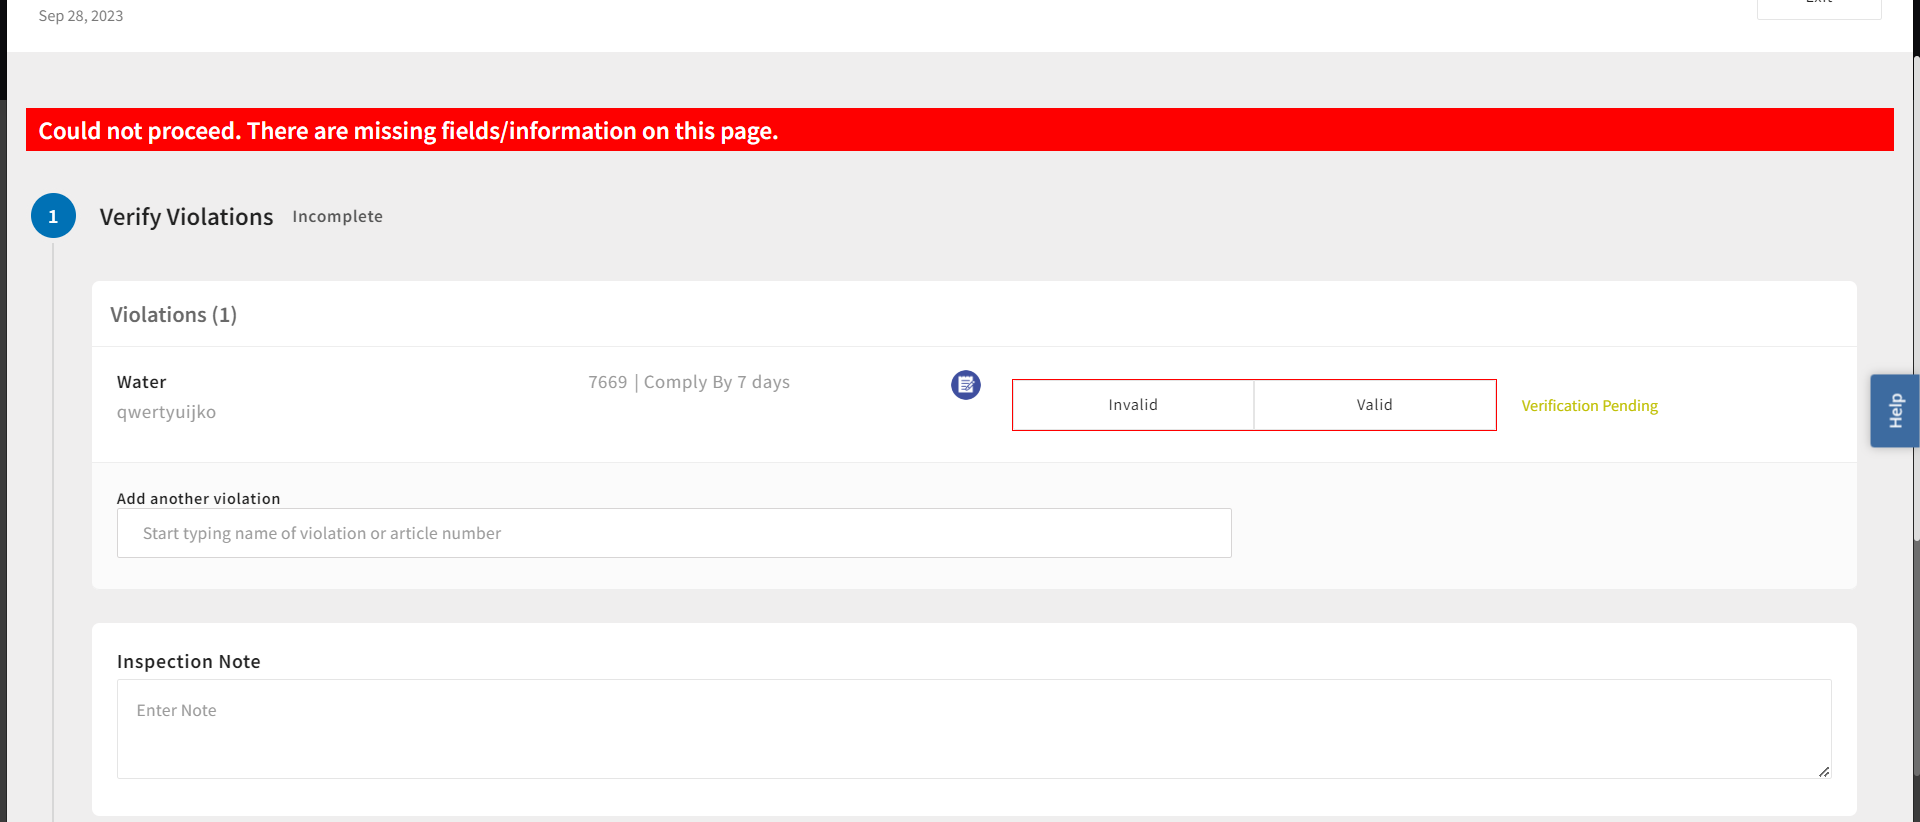 Sep 28, 2023
Could not proceed. There are missing fields/information on this page.
1 Verify Violations Incomplete
Violations (1)
Water 7669 | Comply By 7 days Invalid Valid Verification Pending
qwertyuijko
Help
Add another violation
Start typing name of violation or article number
Inspection Note
Enter Note